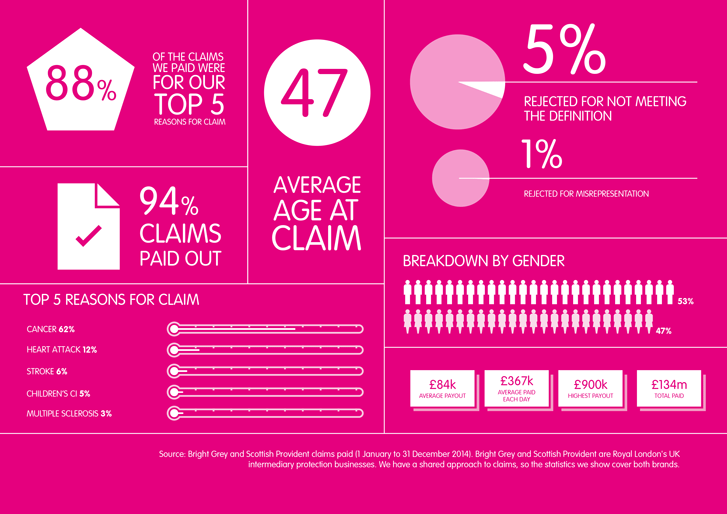 88%
OF THE CLAIMS
WE PAID WERE
FOR OUR
TOP 5
REASONS FOR CLAIM
94%
CLAIMS
PAID OUT
47
AVERAGE
AGE AT
CLAIM
5%
REJECTED FOR NOT MEETING
THE DEFINITION
1%
REJECTED FOR MISREPRESENTATION
BREAKDOWN BY GENDER
53%
47%
TOP 5 REASONS FOR CLAIM
CANCER 62%
HEART ATTACK 12%
STROKE 6%
CHILDREN'S CI 5%
MULTIPLE SCLEROSIS 3%
£84k
AVERAGE PAYOUT
£367k
AVERAGE PAID
EACH DAY
£900k
HIGHEST PAYOUT
£134m
TOTAL PAID
Source: Bright Grey and Scottish Provident claims paid (1 January to 31 December 2014). Bright Grey and Scottish Provident are Royal London's UK
intermediary protection businesses. We have a shared approach to claims, so the statistics we show cover both brands.